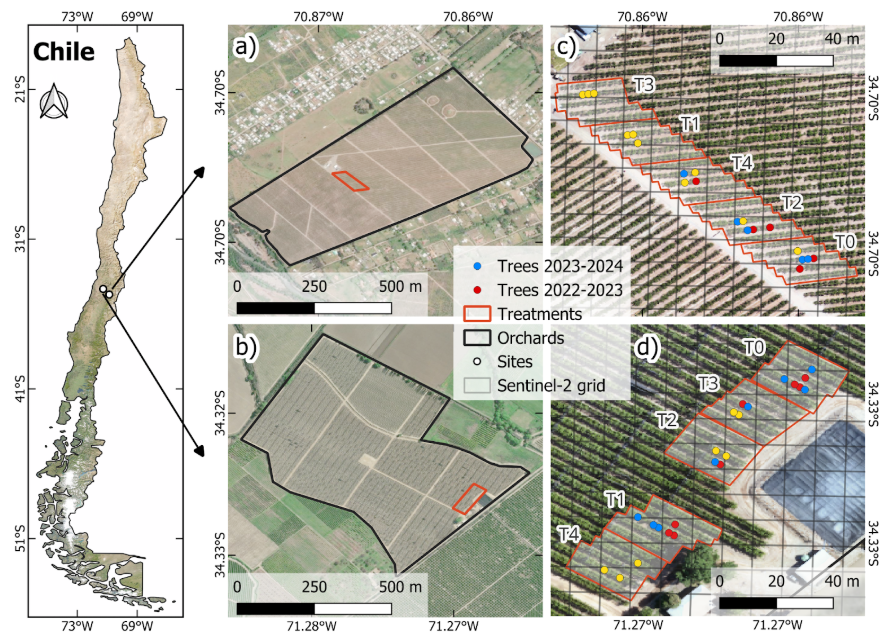 73°W 69°W
Chile
21°S
31°S
41°S
51°S
73°W 69°W
70.87°W 70.86°W
a)
34.70°S
34.70°S
0 250 500 m
b)
34.32°S
34.33°S
0 250 500 m
71.28°W 71.27°W
70.86°W 70.86°W
c)
0 20 40 m
T3
T1
T4
T2
T0
34.70°S
34.70°S
Trees 2023-2024
Trees 2022-2023
Treatments
Orchards
Sites
Sentinel-2 grid
d)
T0
T3
T2
T1
T4
34.33°S
34.33°S
0 20 40 m
71.27°W 71.27°W